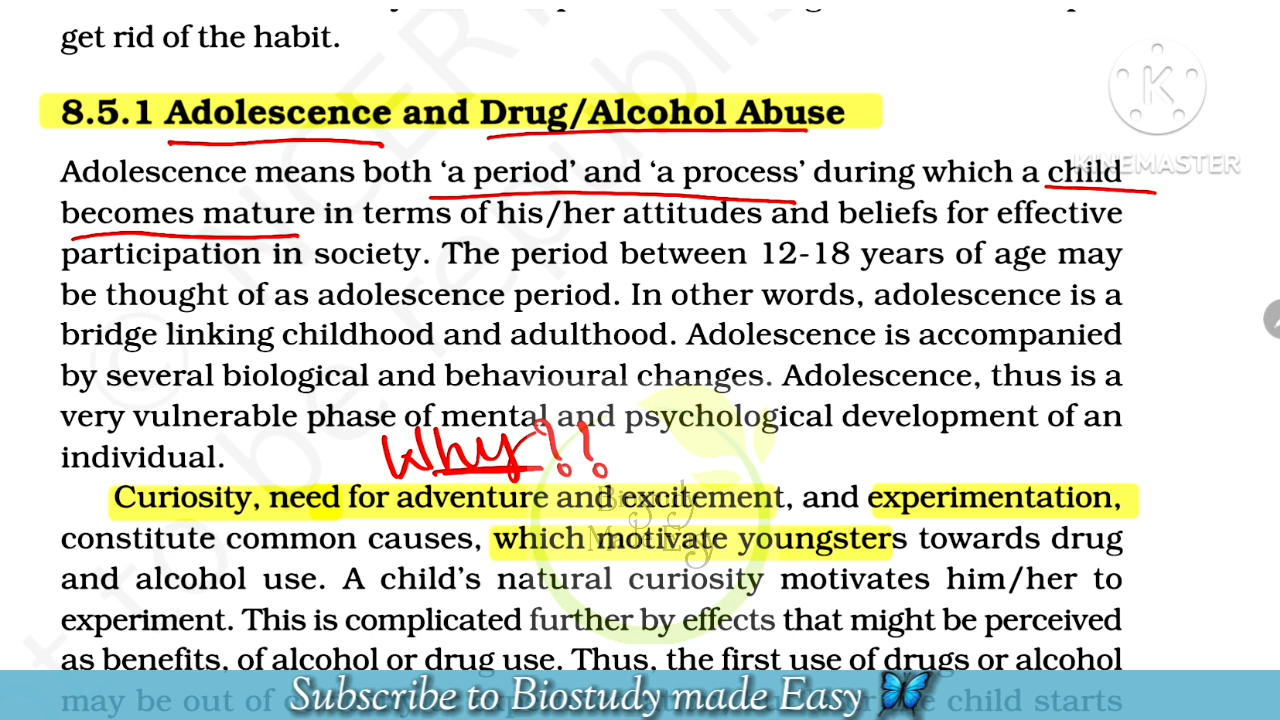 get rid of the habit.
8.5.1 Adolescence and Drug/Alcohol Abuse
KINEMASTER
Adolescence means both 'a period' and 'a process' during which a child
becomes mature in terms of his/her attitudes and beliefs for effective
participation in society. The period between 12-18 years of age may
be thought of as adolescence period. In other words, adolescence is a
bridge linking childhood and adulthood. Adolescence is accompanied
by several biological and behavioural changes. Adolescence, thus is a
very vulnerable phase of mental and psychological development of an
individual.
Why??
Curiosity, need for adventure and excitement, and experimentation,
constitute common causes, which motivate youngsters towards drug
and alcohol use. A child's natural curiosity motivates him/her to
experiment. This is complicated further by effects that might be perceived
as benefits, of alcohol or drug use. Thus, the first use of drugs or alcohol
may be out of child starts
Subscribe to Biostudy made Easy